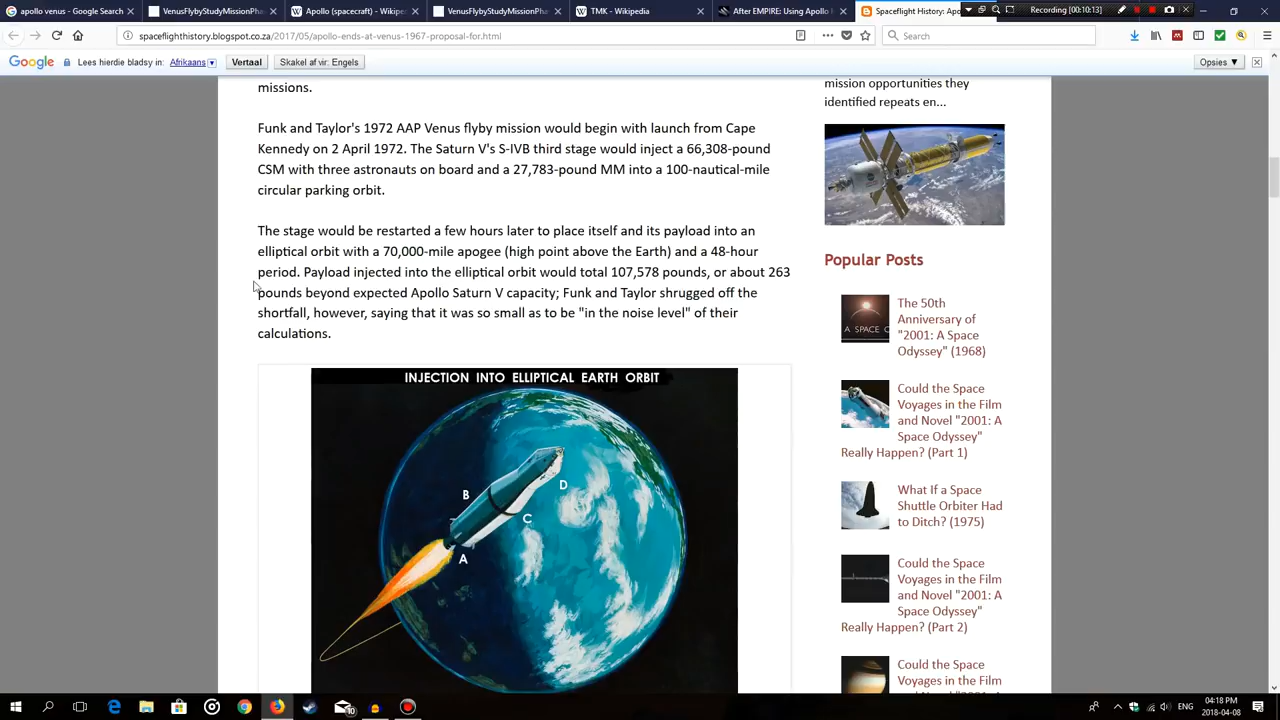 apollo venus - Google Search
VenusFlybyStudyMissionPha
Apollo (spacecraft) - Wikipe
VenusFlybyStudyMissionPha
TMK - Wikipedia
After EMPIRE: Using Apollo
Spaceflight History: Apo
Recording [00:10:13]
spaceflighthistory.blogspot.co.za/2017/05/apollo-ends-at-venus-1967-proposal-for.html
Search
Google
Lees hierdie bladsy in: Afrikaans
Vertaal
Skakel af vir: Engels
Opsies ▼
missions.
Funk and Taylor's 1972 AAP Venus flyby mission would begin with launch from Cape
Kennedy on 2 April 1972. The Saturn V's S-IVB third stage would inject a 66,308-pound
CSM with three astronauts on board and a 27,783-pound MM into a 100-nautical-mile
circular parking orbit.
The stage would be restarted a few hours later to place itself and its payload into an
elliptical orbit with a 70,000-mile apogee (high point above the Earth) and a 48-hour
period. Payload injected into the elliptical orbit would total 107,578 pounds, or about 263
pounds beyond expected Apollo Saturn V capacity; Funk and Taylor shrugged off the
shortfall, however, saying that it was so small as to be "in the noise level" of their
calculations.
INJECTION INTO ELLIPTICAL EARTH ORBIT
B
D
C
A
mission opportunities they
identified repeats en...
Popular Posts
A SPACE
The 50th
Anniversary of
"2001: A Space
Odyssey" (1968)
Could the Space
Voyages in the Film
and Novel "2001: A
Space Odyssey"
Really Happen? (Part 1)
What If a Space
Shuttle Orbiter Had
to Ditch? (1975)
Could the Space
Voyages in the Film
and Novel "2001: A
Space Odyssey"
Really Happen? (Part 2)
Could the Space
Voyages in the Film
ENG
04:18 PM
2018-04-08